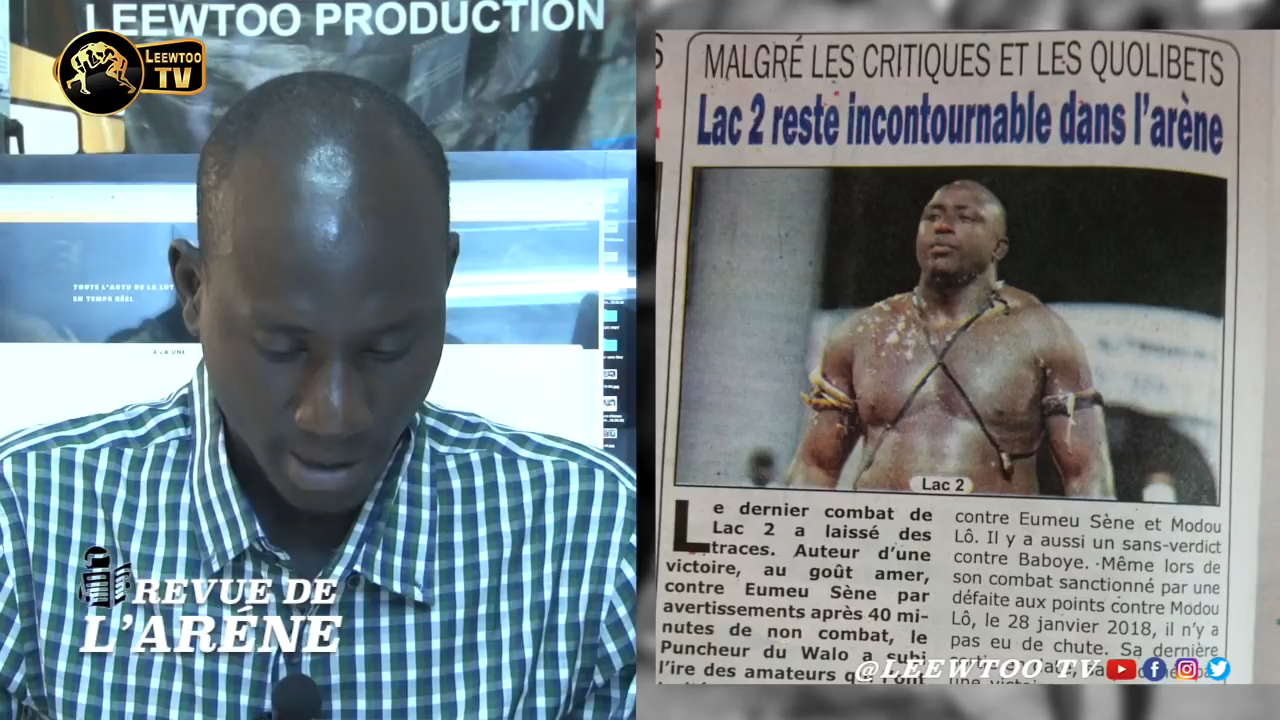 LEEWTOO PRODUCTION
LEEWTOO
TV
TOUTE L'ACTU DE LA LUT
EN TEMPS RÉEL
À LA UNE
REVUE DE
L'ARÉNE
MALGRÉ LES CRITIQUES ET LES QUOLIBETS
Lac 2 reste incontournable dans l'arène
Lac 2
Le dernier combat de
Lac 2 a laissé des
traces. Auteur d'une
victoire, au goût amer,
contre Eumeu Sène par
avertissements après 40 mi-
nutes de non combat, le
Puncheur du Walo a subi
l'ire des amateurs
contre Eumeu Sène et Modou
Lô. Il y a aussi un sans-verdict
contre Baboye. Même lors de
son combat sanctionné par une
défaite aux points contre Modou
Lô, le 28 janvier 2018, il n'y a
pas eu de chute. Sa dernière
@LEEWTOO TV